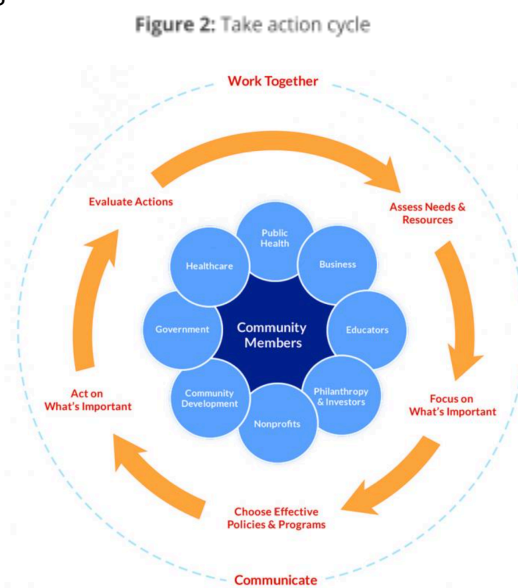 Figure 2: Take action cycle
Work Together
Evaluate Actions
Assess Needs &
Resources
Public
Health
Healthcare
Business
Government
Community
Members
Educators
Community
Development
Philanthropy
& Investors
Nonprofits
Act on
What's Important
Focus on
What's Important
Choose Effective
Policies & Programs
Communicate